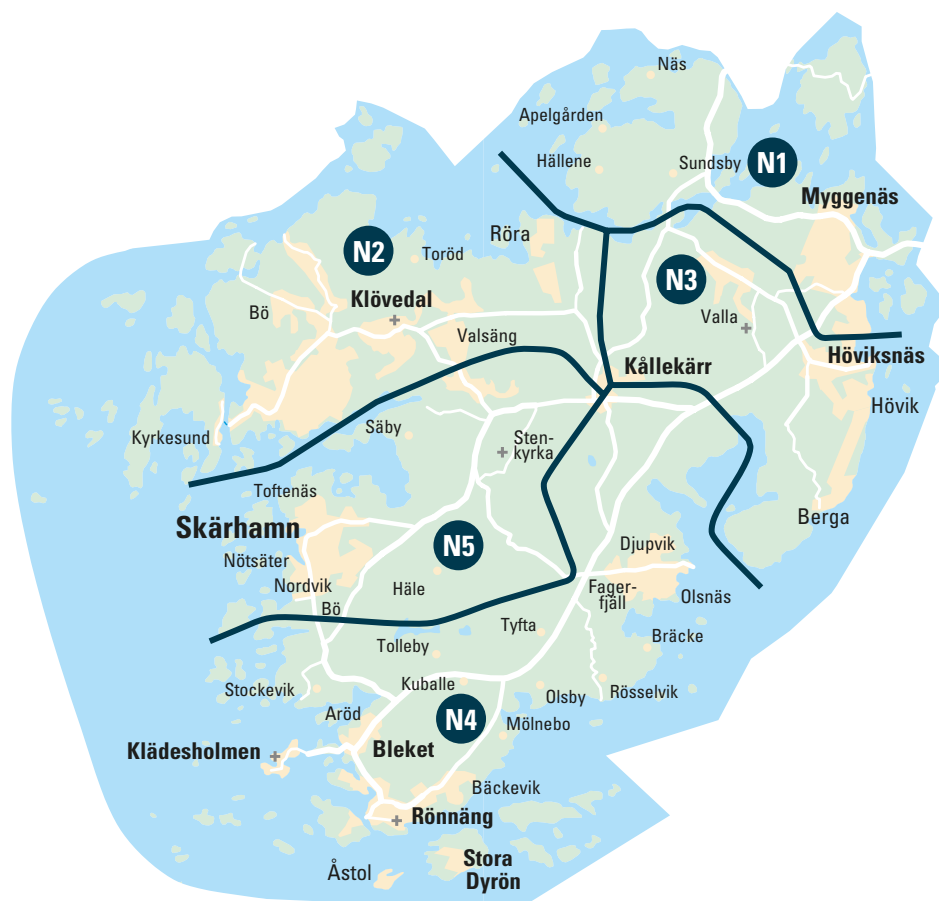 Näs
Apelgården
Hällene
Sundsby
N1
Myggenäs
Röra
N2
Toröd
N3
Klövedal
Bö
Valla
Valsäng
Höviksnäs
Kållekärr
Hövik
Säby
Kyrkesund
Sten-
kyrka
Toftenäs
Skärhamn
Berga
N5
Djupvik
Nötsäter
Nordvik
Häle
Fager-
fjäll
Olsnäs
Bö
Tyfta
Bräcke
Tolleby
Stockevik
Kuballe
Olsby
Rösselvik
Aröd
N4
Mölnebo
Klädesholmen
Bleket
Bäckevik
Rönnäng
Åstol
Stora
Dyrön